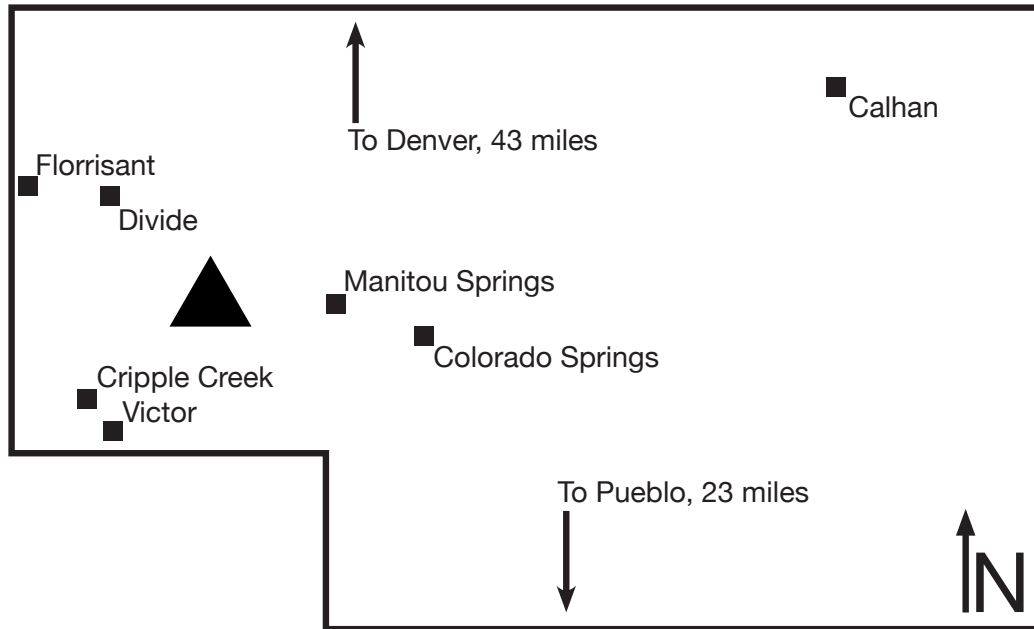 To Denver, 43 miles
Calhan
Florrisant
Divide
Manitou Springs
Colorado Springs
Cripple Creek
Victor
To Pueblo, 23 miles
N